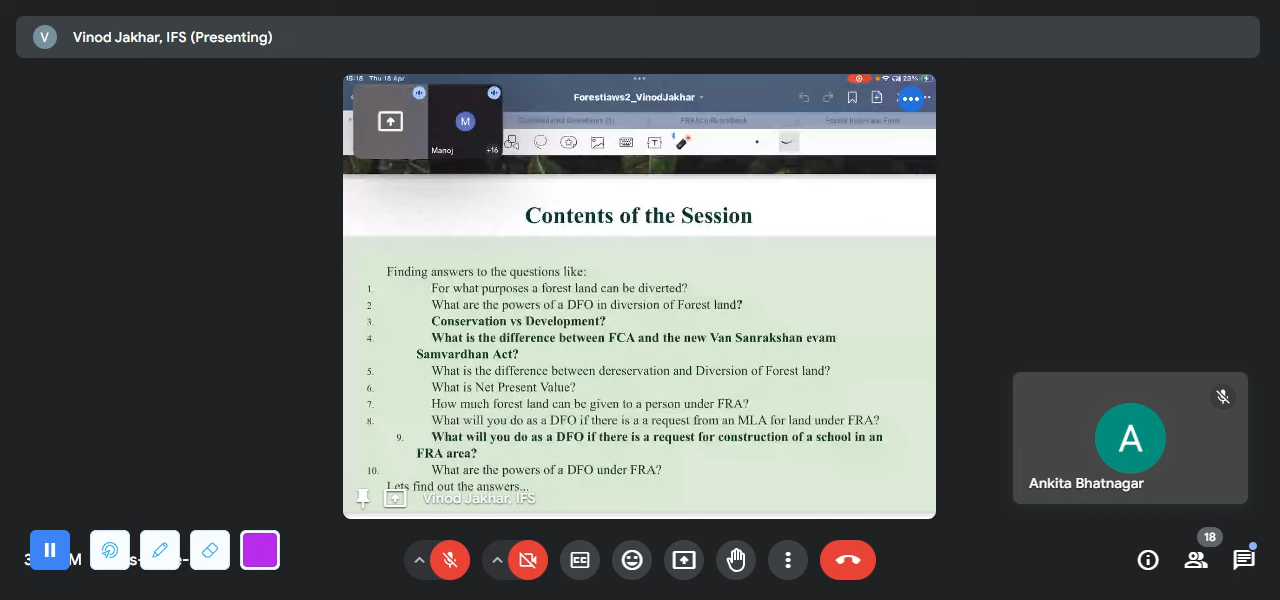 V
Vinod Jakhar, IFS (Presenting)
15:18 Thu 18 Apr
23%
Forestlaws2_VinodJakhar
M
Manoj
+16
Contents of the Session
Finding answers to the questions like:
1. For what purposes a forest land can be diverted?
2. What are the powers of a DFO in diversion of Forest land?
3. Conservation vs Development?
4. What is the difference between FCA and the new Van Sanrakshan evam
Samvardhan Act?
5. What is the difference between dereservation and Diversion of Forest land?
6. What is Net Present Value?
7. How much forest land can be given to a person under FRA?
8. What will you do as a DFO if there is a a request from an MLA for land under FRA?
9. What will you do as a DFO if there is a request for construction of a school in an
FRA area?
10. What are the powers of a DFO under FRA?
Lets find out the answers...
Vinod Jakhar, IFS
A
Ankita Bhatnagar
CC
18